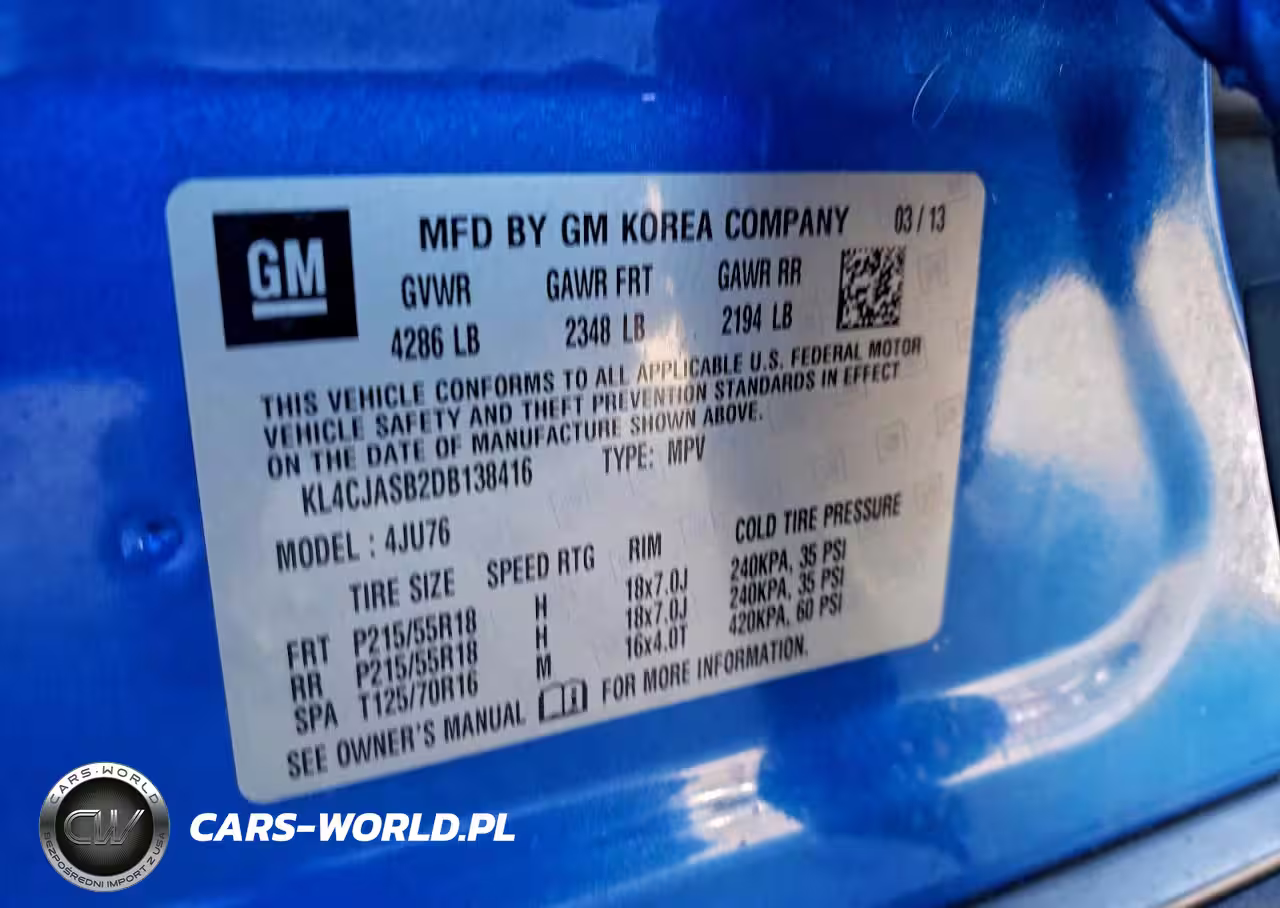 GM
MFD BY GM KOREA COMPANY 03/13
GVWR GAWR FRT GAWR RR
4286 LB 2348 LB 2194 LB
THIS VEHICLE CONFORMS TO ALL APPLICABLE U.S. FEDERAL MOTOR
VEHICLE SAFETY AND THEFT PREVENTION STANDARDS IN EFFECT
ON THE DATE OF MANUFACTURE SHOWN ABOVE.
KL4CJASB2DB138416 TYPE: MPV
MODEL : 4JU76
TIRE SIZE SPEED RTG RIM COLD TIRE PRESSURE
FRT P215/55R18 H 18x7.0J 240KPA, 35 PSI
RR P215/55R18 H 18x7.0J 240KPA, 35 PSI
SPA T125/70R16 M 16x4.0T 420KPA, 60 PSI
SEE OWNER'S MANUAL FOR MORE INFORMATION.
CARS-WORLD
CW
BEZPOŚREDNI IMPORT Z USA
CARS-WORLD.PL